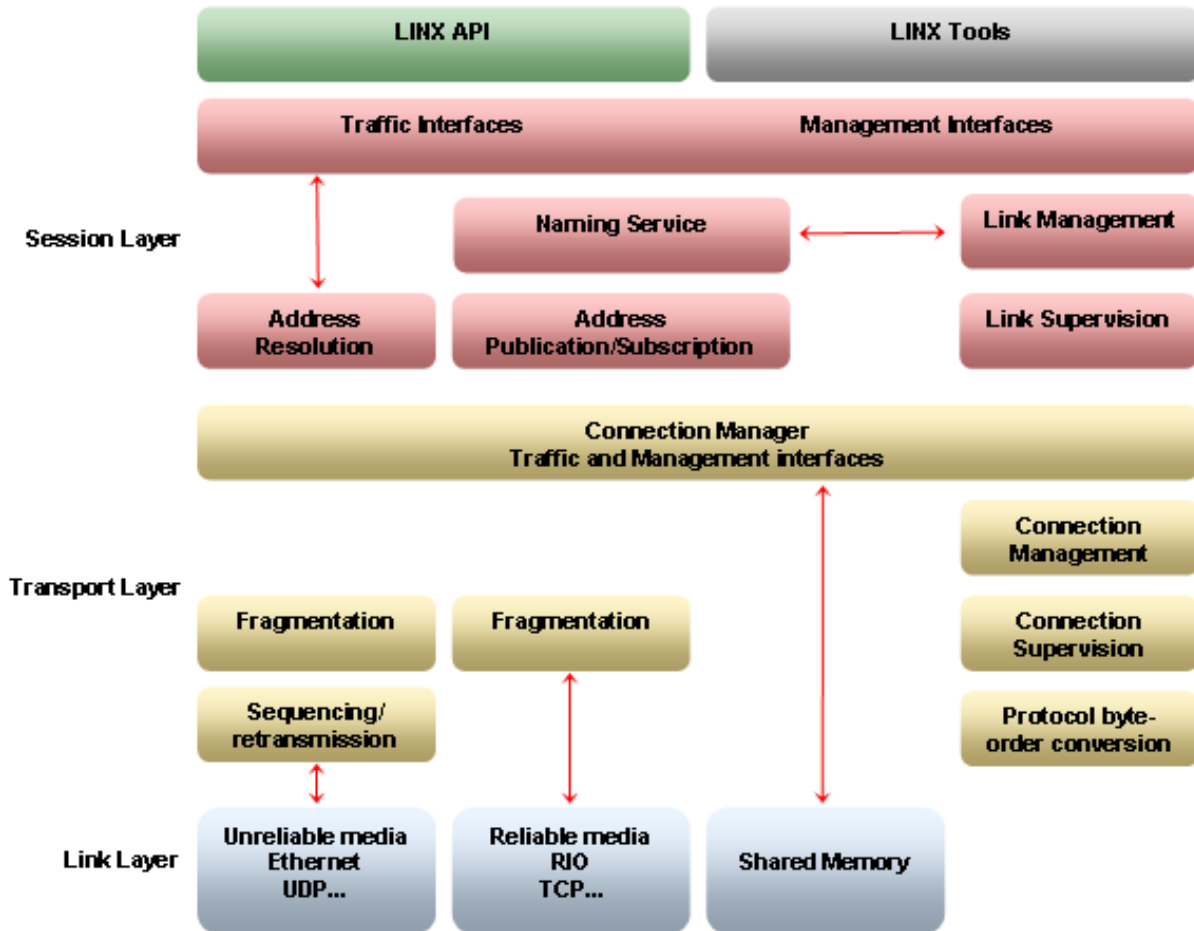 LINX API
LINX Tools
Traffic Interfaces
Management Interfaces
Session Layer
Naming Service
Link Management
Address
Resolution
Address
Publication/Subscription
Link Supervision
Connection Manager
Traffic and Management interfaces
Transport Layer
Connection
Management
Fragmentation
Fragmentation
Connection
Supervision
Sequencing/
retransmission
Protocol byte-
order conversion
Link Layer
Unreliable media
Ethernet
UDP...
Reliable media
RIO
TCP...
Shared Memory